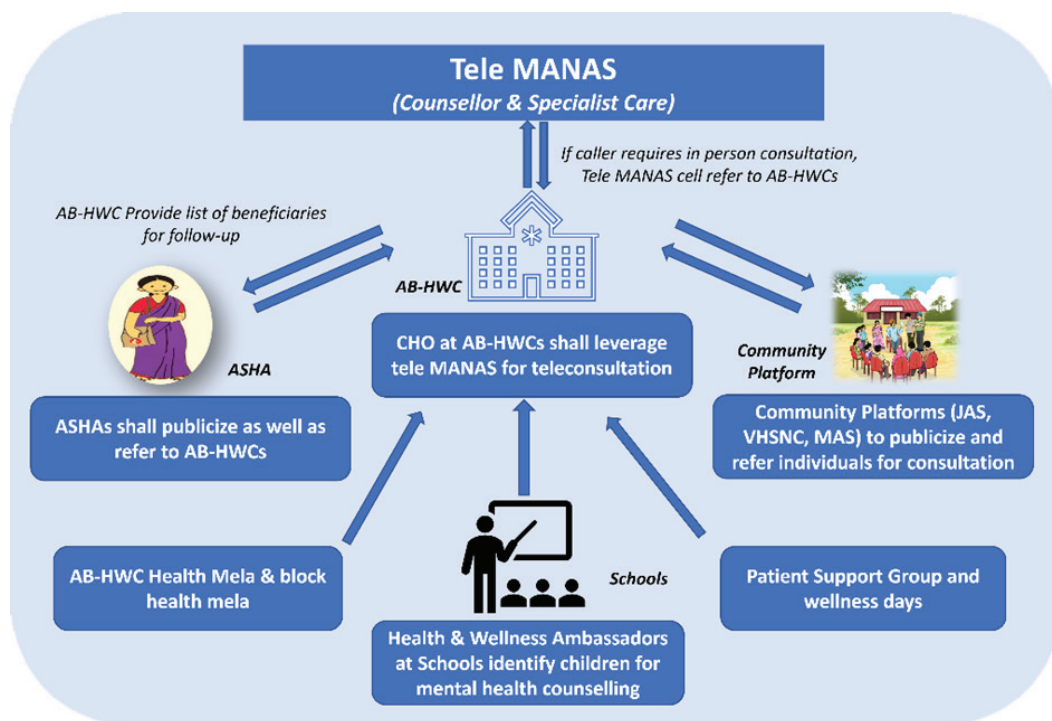 Tele MANAS
(Counsellor & Specialist Care)
If caller requires in person consultation,
Tele MANAS cell refer to AB-HWCs
AB-HWC Provide list of beneficiaries
for follow-up
AB-HWC
ASHA
CHO at AB-HWCs shall leverage
tele MANAS for teleconsultation
Community
Platform
ASHAs shall publicize as well as
refer to AB-HWCs
Community Platforms (JAS,
VHSNC, MAS) to publicize and
refer individuals for consultation
AB-HWC Health Mela & block
health mela
Schools
Patient Support Group and
wellness days
Health & Wellness Ambassadors
at Schools identify children for
mental health counselling